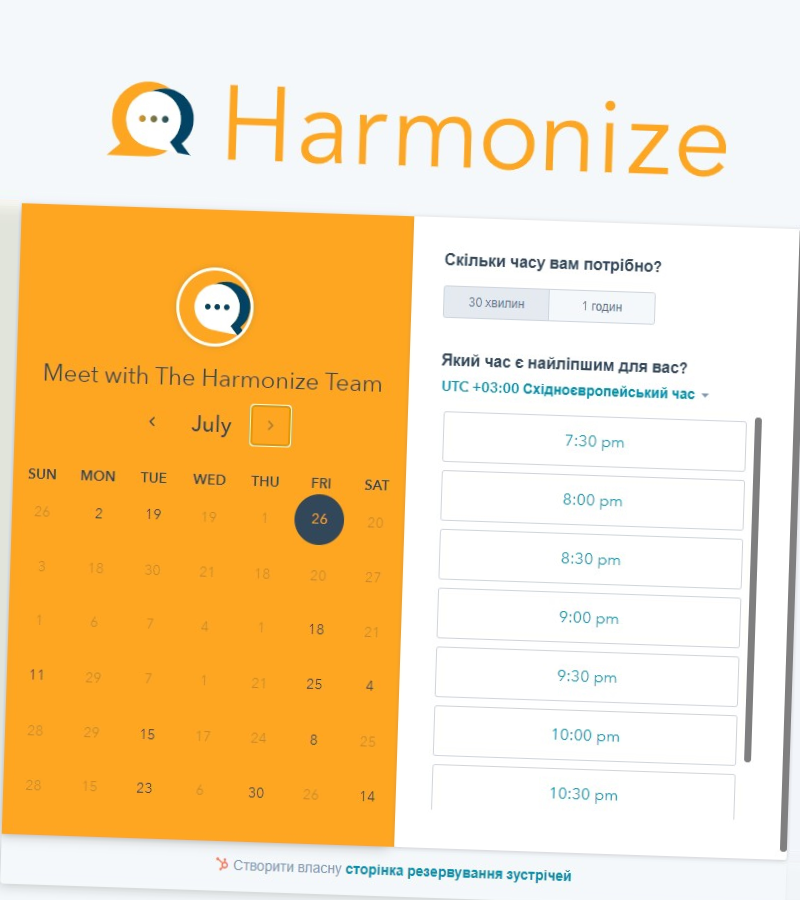 Harmonize
Meet with The Harmonize Team
July
SUN MON TUE WED THU FRI SAT
26 2 19 19 1 26 20
3 18 30 21 18 20 27
1 6 7 4 1 18 21
11 29 7 1 21 25 4
28 29 15 17 24 8 25
28 15 23 6 30 26 14
Скільки часу вам потрібно?
30 хвилин 1 годин
Який час є найліпшим для вас?
UTC +03:00 Східноєвропейський час
7:30 pm
8:00 pm
8:30 pm
9:00 pm
9:30 pm
10:00 pm
10:30 pm
Створити власну сторінка резервування зустрічей